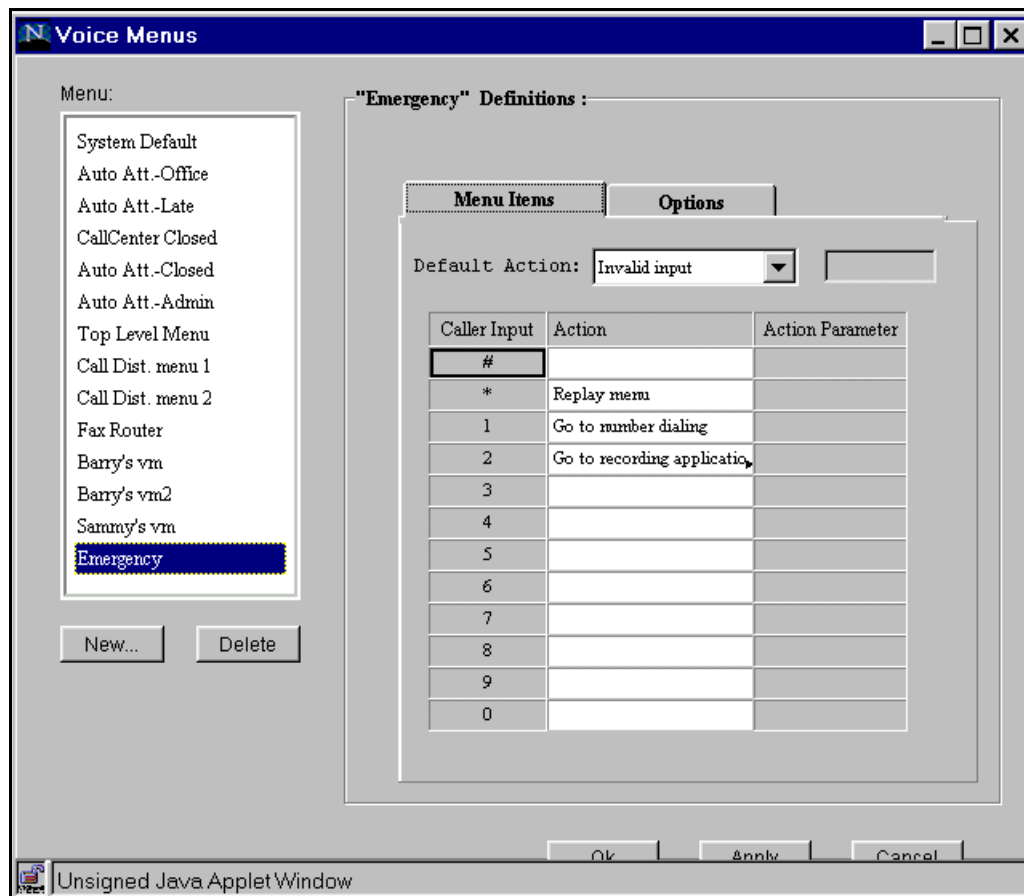 N Voice Menus
Menu:
System Default
Auto Att.-Office
Auto Att.-Late
CallCenter Closed
Auto Att.-Closed
Auto Att.-Admin
Top Level Menu
Call Dist. menu 1
Call Dist. menu 2
Fax Router
Barry's vm
Barry's vm2
Sammy's vm
Emergency
New...
Delete
"Emergency" Definitions :
Menu Items
Options
Default Action: Invalid input
Caller Input Action Action Parameter
#
* Replay menu
1 Go to number dialing
2 Go to recording applicatio
3
4
5
6
7
8
9
0
Ok Apply Cancel
Unsigned Java Applet Window